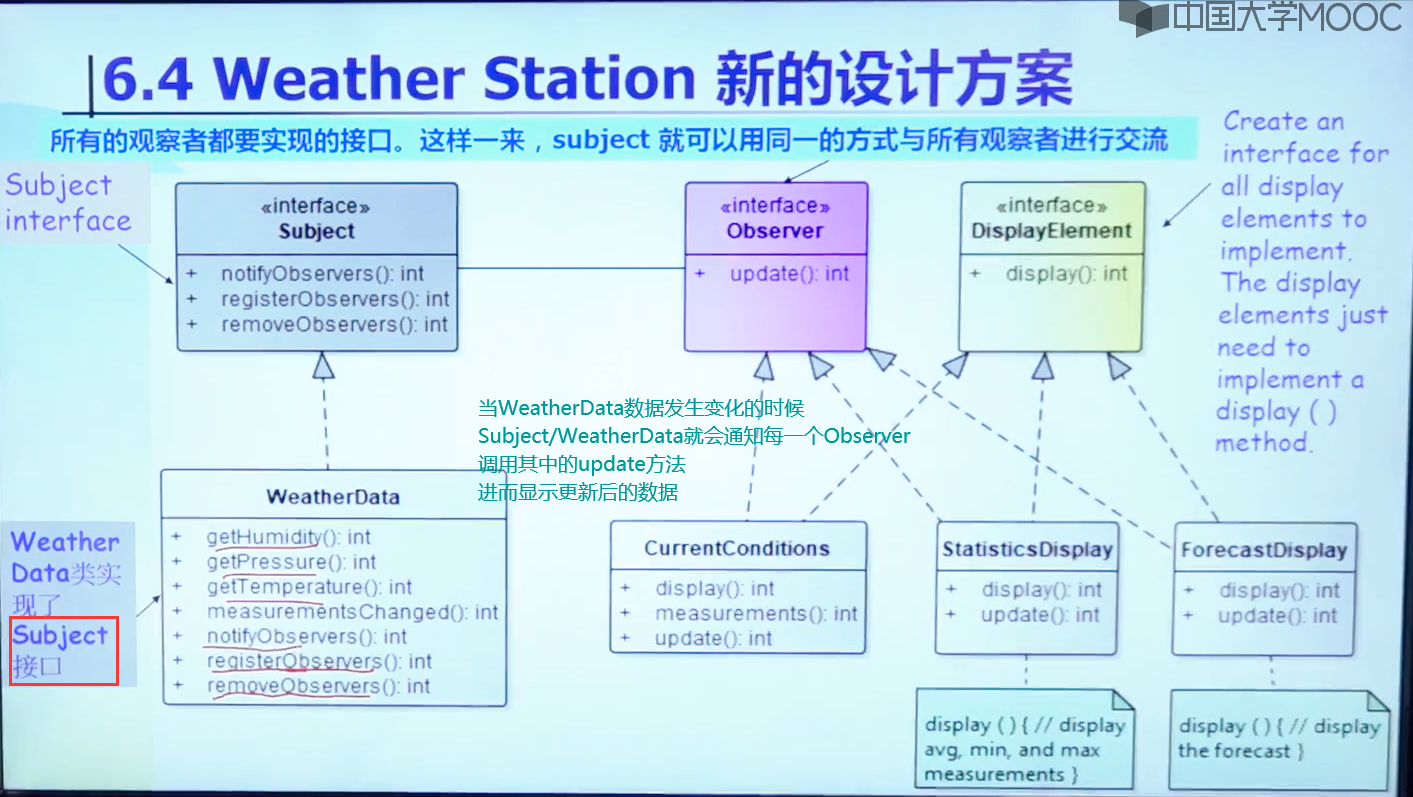 中国大学MOOC
6.4 Weather Station 新的设计方案
所有的观察者都要实现的接口。这样一来，subject 就可以用同一的方式与所有观察者进行交流
Subject
interface
«interface»
Subject
+ notifyObservers(): int
+ registerObservers(): int
+ removeObservers(): int
«interface»
Observer
+ update(): int
«interface»
DisplayElement
+ display(): int
Create an
interface for
all display
elements to
implement.
The display
elements just
need to
implement a
display ( )
method.
当WeatherData数据发生变化的时候
Subject/WeatherData就会通知每一个Observer
调用其中的update方法
进而显示更新后的数据
Weather
Data类实
现了
Subject
接口
WeatherData
+ getHumidity(): int
+ getPressure(): int
+ getTemperature(): int
+ measurementsChanged(): int
+ notifyObservers(): int
+ registerObservers(): int
+ removeObservers(): int
CurrentConditions
+ display(): int
+ measurements(): int
+ update(): int
StatisticsDisplay
+ display(): int
+ update(): int
ForecastDisplay
+ display(): int
+ update(): int
display ( ) { // display
avg, min, and max
measurements }
display ( ) { // display
the forecast }